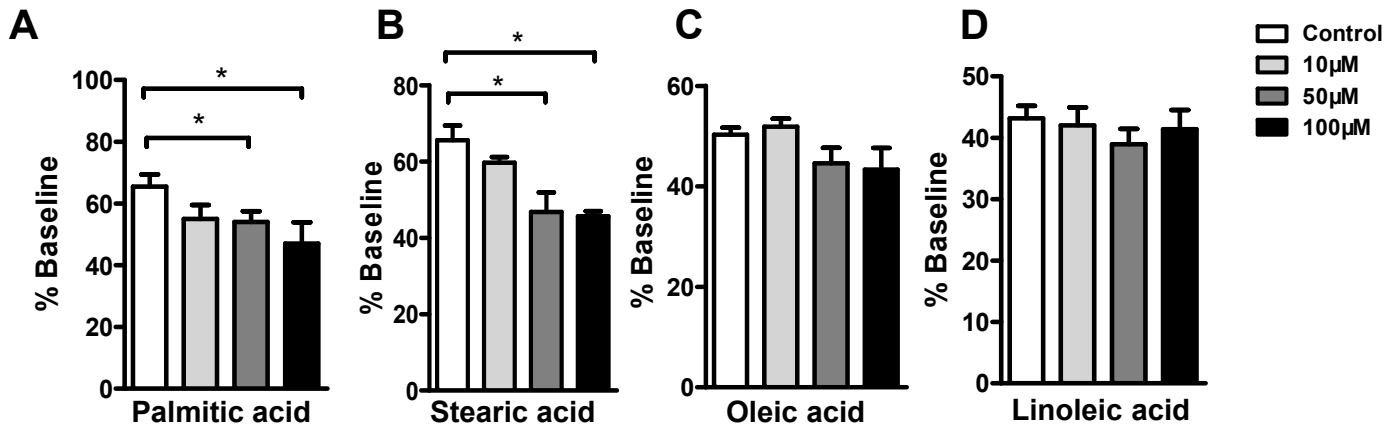 A
% Baseline
100
80
60
40
20
0
*
*
Palmitic acid
B
% Baseline
80
60
40
20
0
*
*
Stearic acid
C
% Baseline
60
40
20
0
Oleic acid
D
% Baseline
50
40
30
20
10
0
Linoleic acid
Control
10µM
50µM
100µM